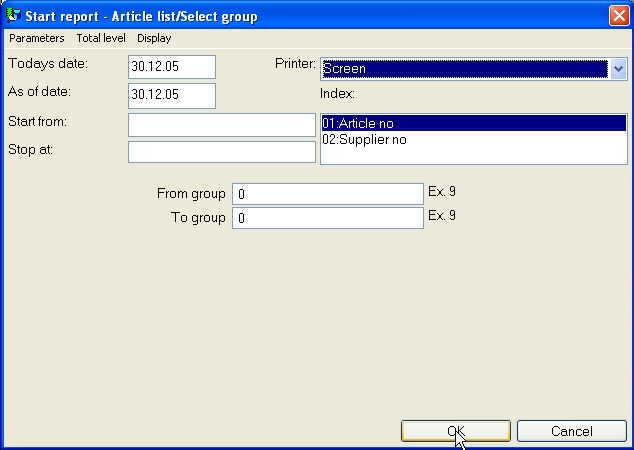 Start report - Article list/Select group
Parameters Total level Display
Todays date: 30.12.05 Printer: Screen
As of date: 30.12.05 Index:
Start from: 01:Article no
02:Supplier no
Stop at:
From group 0 Ex. 9
To group 0 Ex. 9
OK Cancel